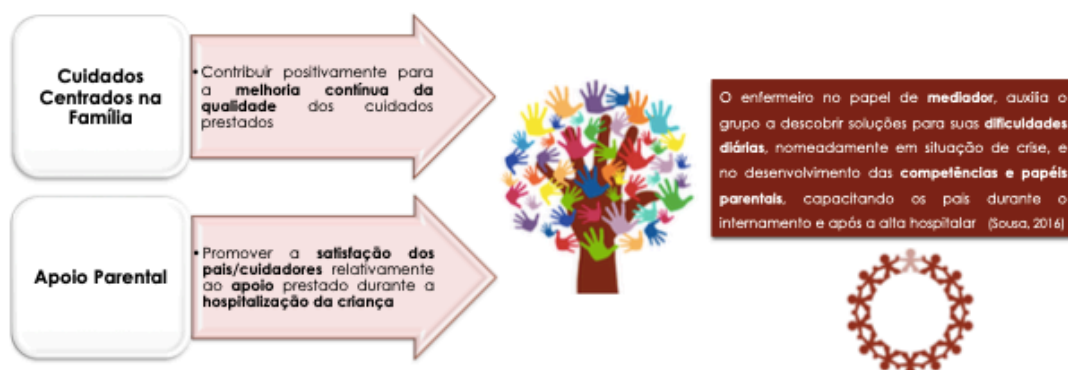 Cuidados
Centrados na
Família
• Contribuir positivamente para
a melhoria contínua da
qualidade dos cuidados
prestados
Apoio Parental
• Promover a satisfação dos
pais/cuidadores relativamente
ao apoio prestado durante a
hospitalização da criança
O enfermeiro no papel de mediador, auxilia o
grupo a descobrir soluções para suas dificuldades
diárias, nomeadamente em situação de crise, e
no desenvolvimento das competências e papéis
parentais, capacitando os pais durante o
internamento e após a alta hospitalar (Sousa, 2016)